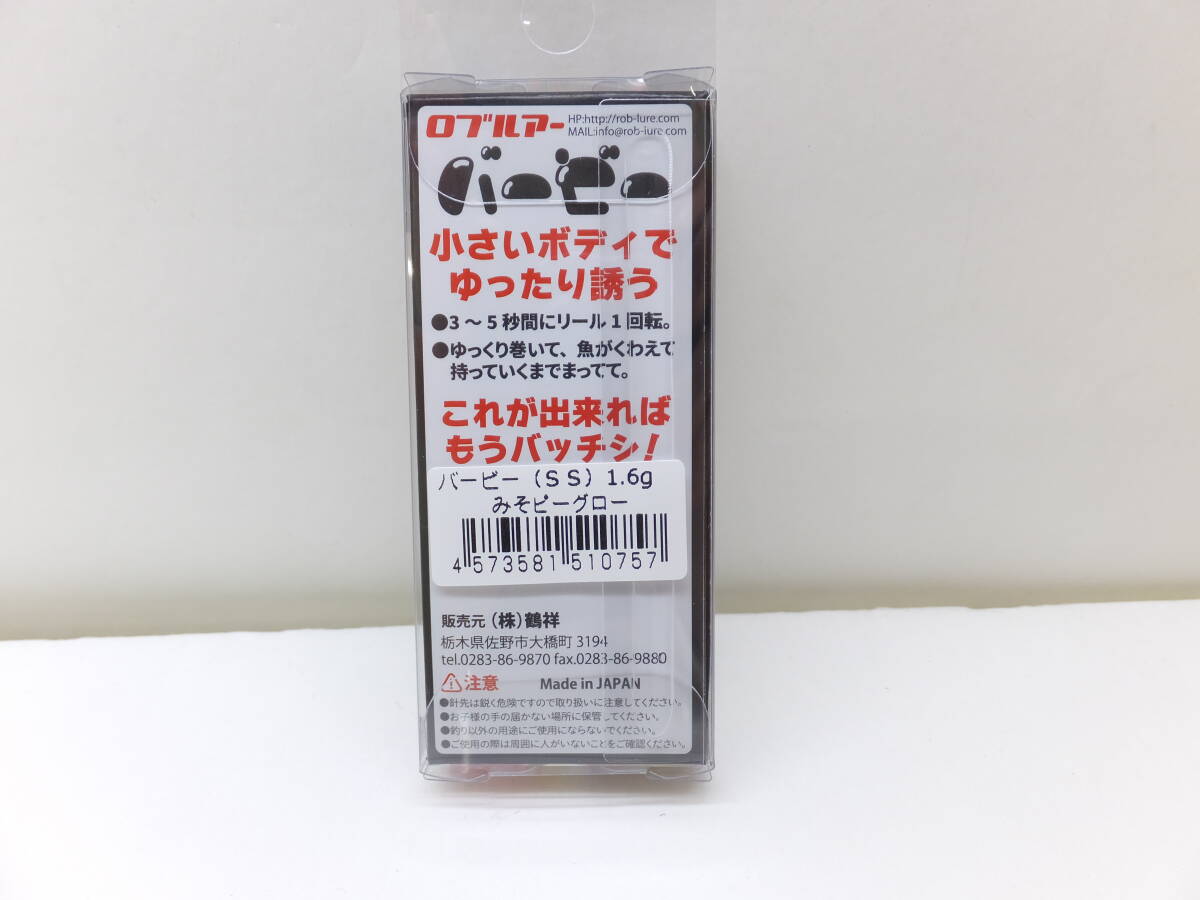 ロブルアー HP:http://rob-lure.com
MAIL:info@rob-lure.com
バービー
小さいボディで
ゆったり誘う
●3～5秒間にリール1回転。
●ゆっくり巻いて、魚がくわえて
持っていくまでまってて。
これが出来れば
もうバッチシ!
バービー(SS)1.6g
みそピーグロー
4573581510757
販売元(株)鶴祥
栃木県佐野市大橋町3194
tel.0283-86-9870 fax.0283-86-9880
注意 Made in JAPAN
●針先は鋭く危険ですので取り扱いに注意してください。
●お子様の手の届かない場所に保管してください。
●釣り以外の用途にご使用にならないでください。
●ご使用の際は周囲に人がいないことをご確認ください。